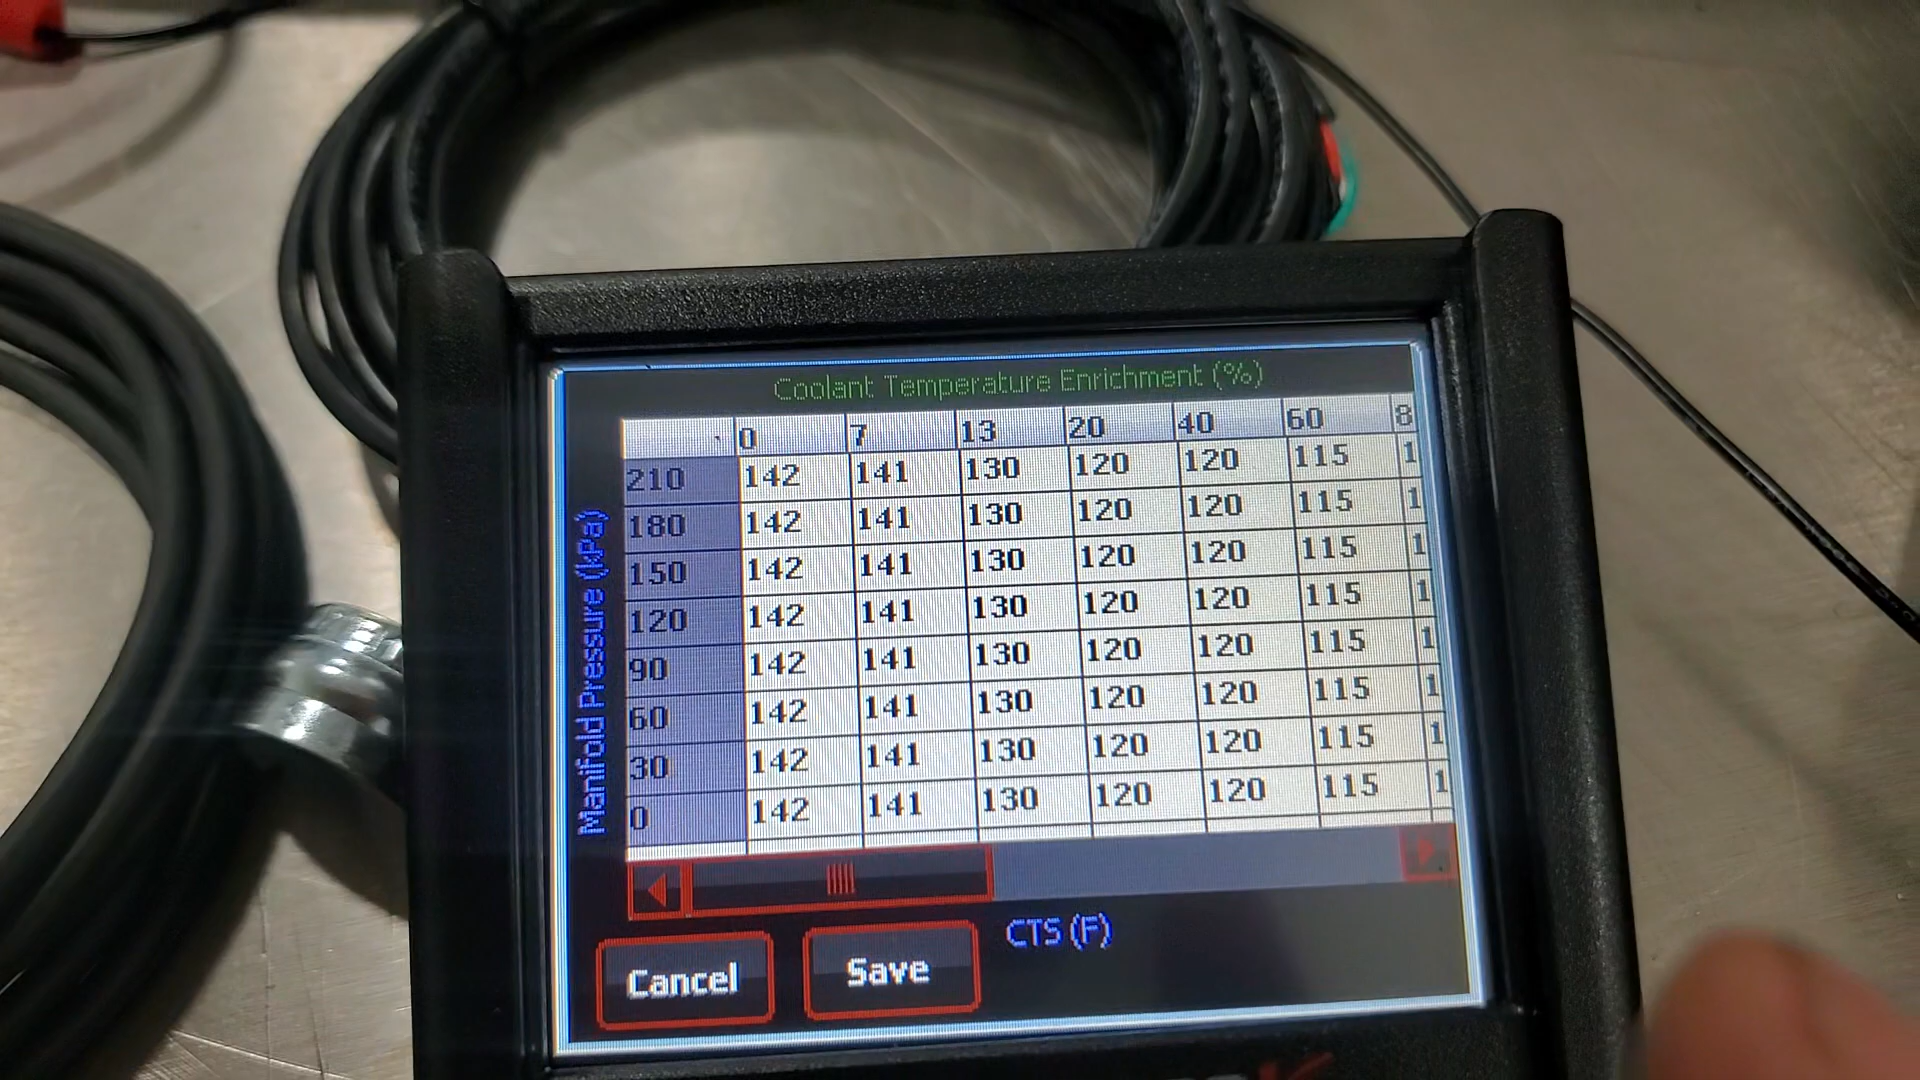 Coolant Temperature Enrichment (%)
0 7 13 20 40 60 8
210 142 141 130 120 120 115 1
180 142 141 130 120 120 115 1
150 142 141 130 120 120 115 1
120 142 141 130 120 120 115 1
90 142 141 130 120 120 115 1
60 142 141 130 120 120 115 1
30 142 141 130 120 120 115 1
0 142 141 130 120 120 115 1
Manifold Pressure (kPa)
CTS (F)
Cancel Save